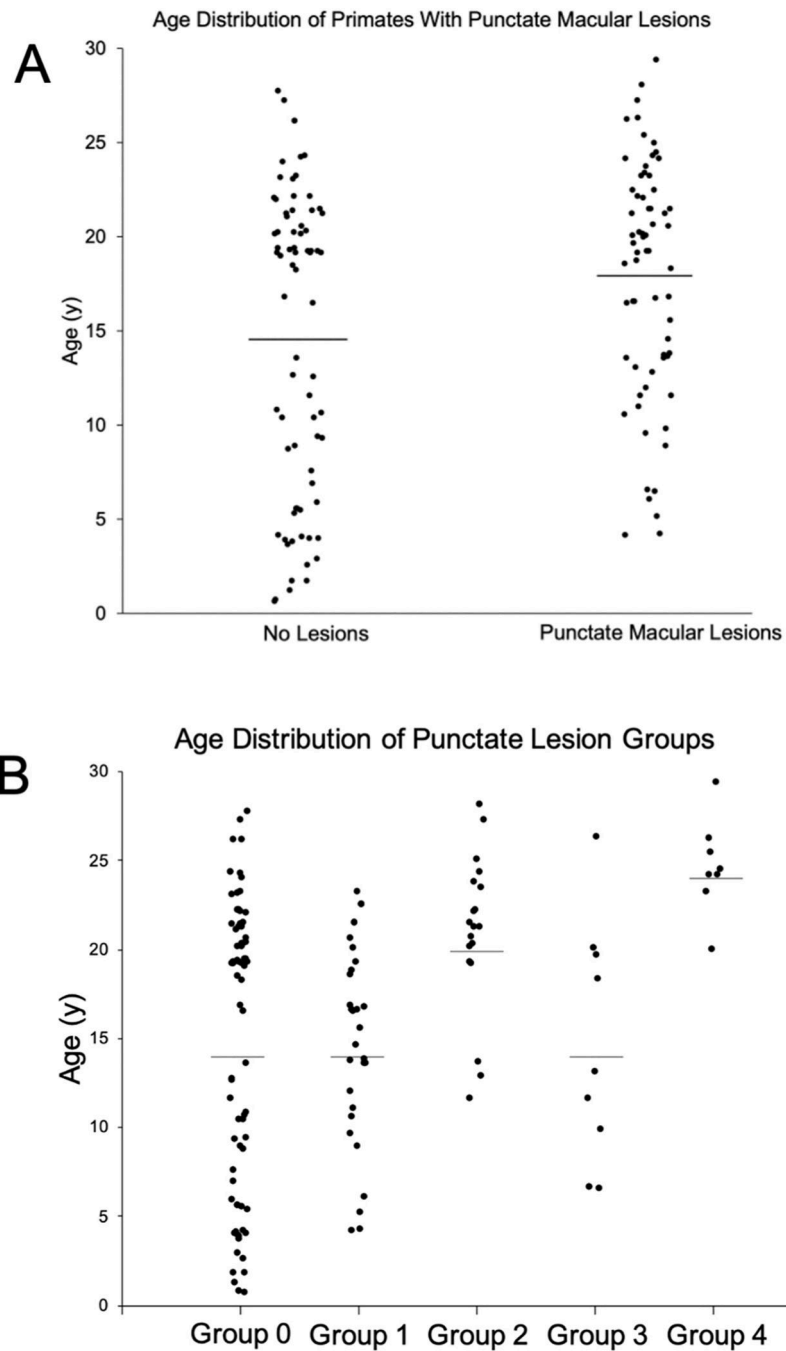 A
Age Distribution of Primates With Punctate Macular Lesions
30
25
20
15
10
5
0
Age (y)
No Lesions Punctate Macular Lesions
B
Age Distribution of Punctate Lesion Groups
30
25
20
15
10
5
0
Age (y)
Group 0 Group 1 Group 2 Group 3 Group 4